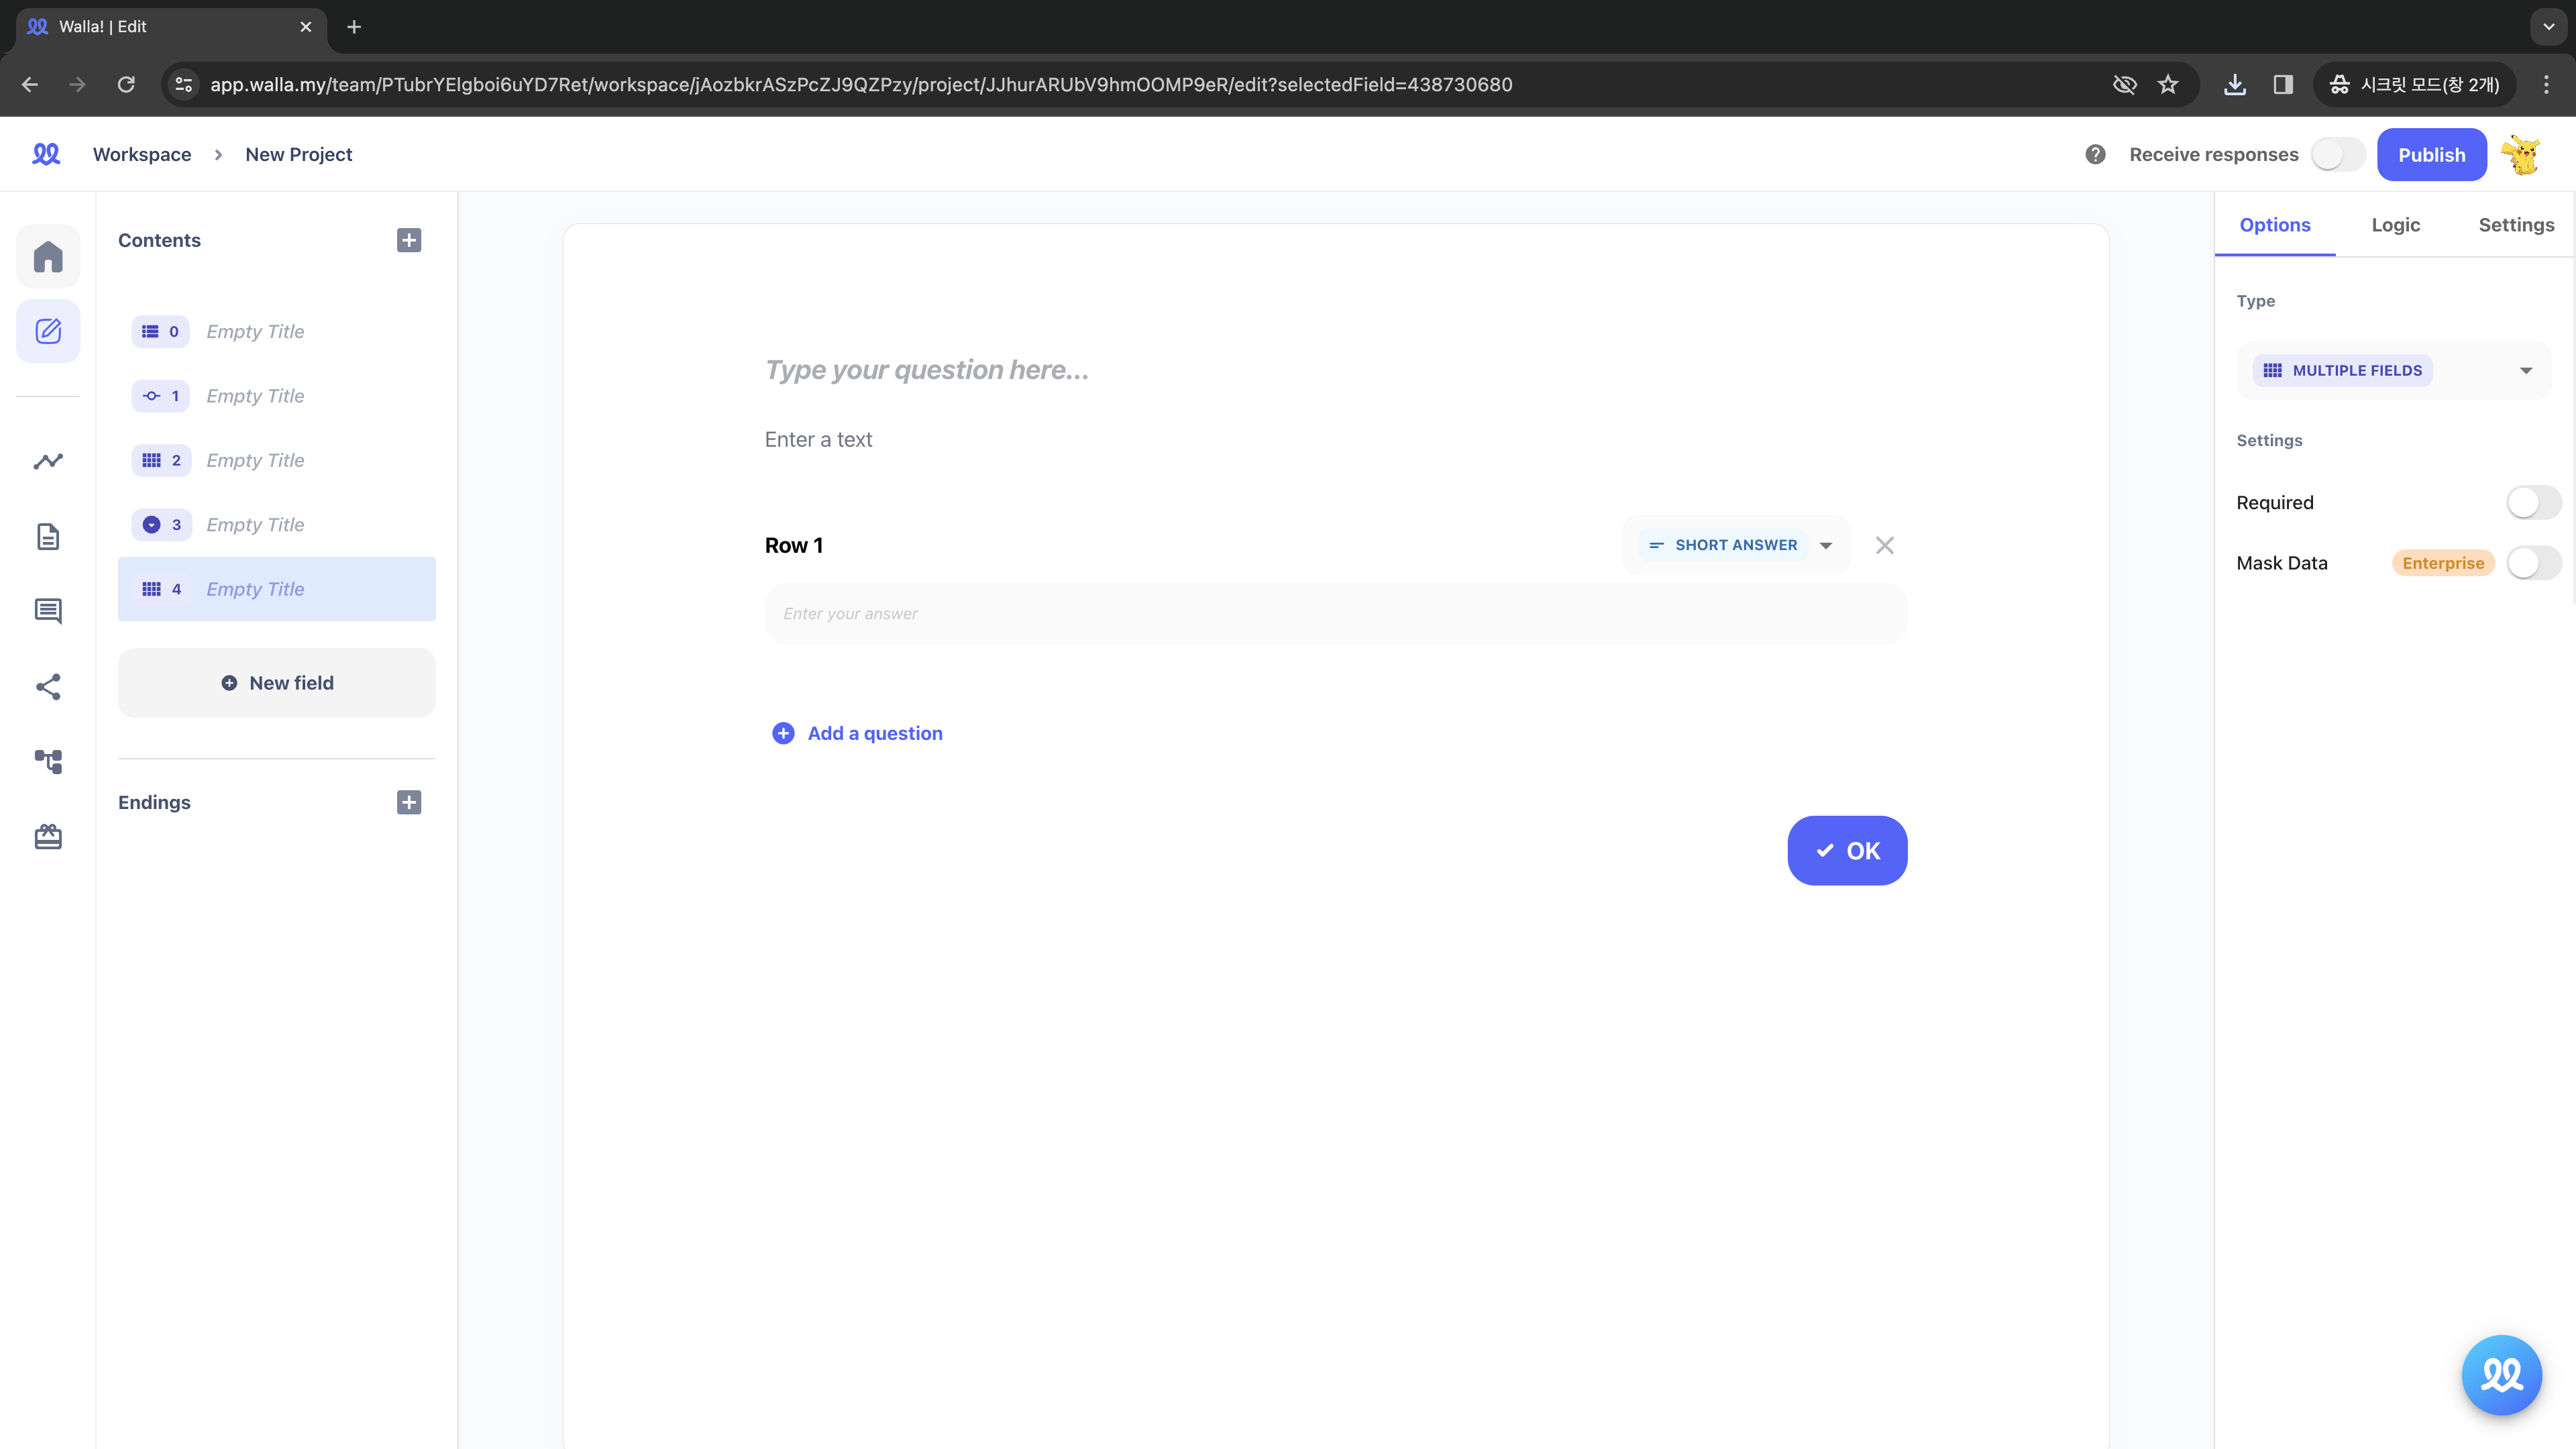 Walla! | Edit
app.walla.my/team/PTubrYElgboi6uYD7Ret/workspace/jAozbkrASzPcZJ9QZPzy/project/JJhurARUbV9hmOOMP9eR/edit?selectedField=438730680
시크릿 모드(창 2개)
Workspace
New Project
Receive responses
Publish
Contents
0 Empty Title
1 Empty Title
2 Empty Title
3 Empty Title
4 Empty Title
New field
Endings
Type your question here...
Enter a text
Row 1
SHORT ANSWER
Enter your answer
Add a question
OK
Options
Logic
Settings
Type
MULTIPLE FIELDS
Settings
Required
Mask Data
Enterprise